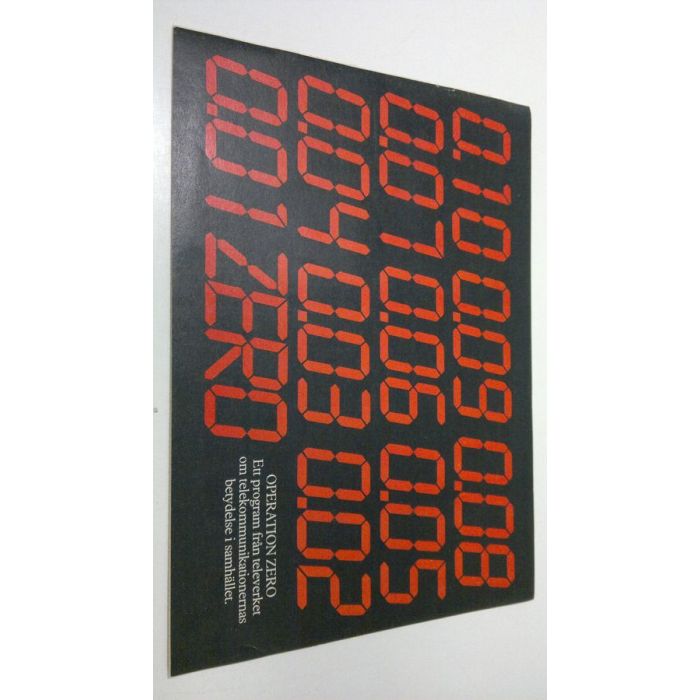 0.10 0.09 0.08
0.07 0.06 0.05
0.04 0.03 0.02
0.01 ZERO
OPERATION ZERO
Ett program från televerket
om telekommunikationernas
betydelse i samhället.